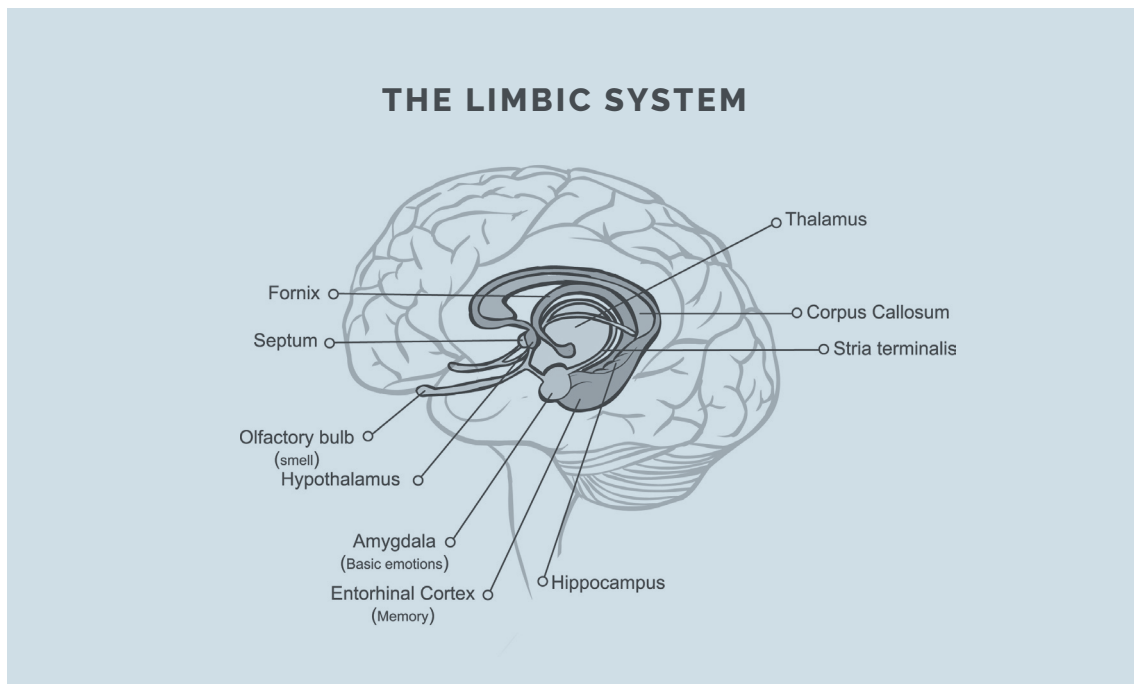 THE LIMBIC SYSTEM
Thalamus
Fornix
Corpus Callosum
Septum
Stria terminalis
Olfactory bulb
(smell)
Hypothalamus
Amygdala
(Basic emotions)
Hippocampus
Entorhinal Cortex
(Memory)